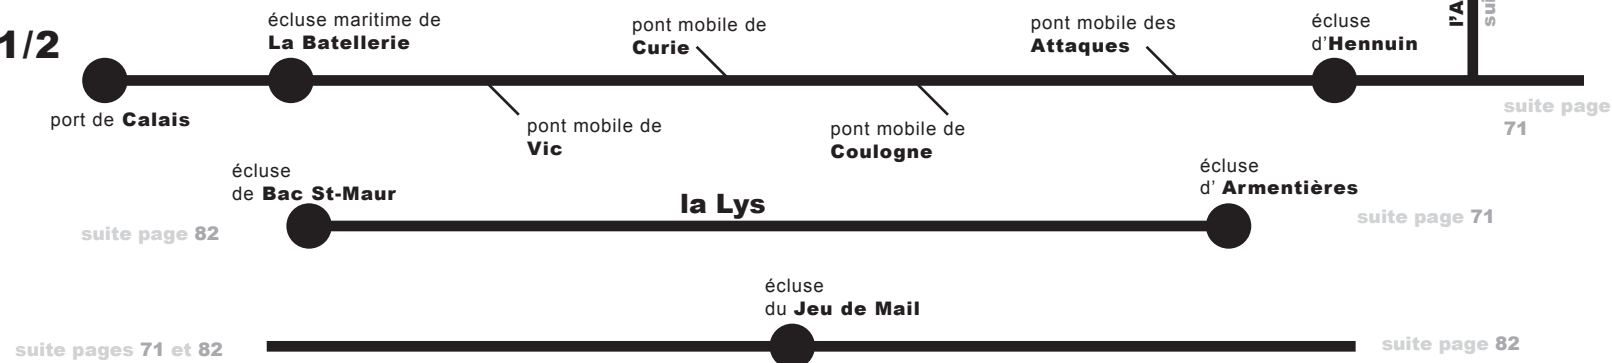 1/2
écluse maritime de
La Batellerie
pont mobile de
Curie
pont mobile des
Attaques
écluse
d'Hennuin
l'A
sui
port de Calais
pont mobile de
Vic
pont mobile de
Coulogne
suite page
71
écluse
de Bac St-Maur
la Lys
écluse
d' Armentières
suite page 82
suite page 71
écluse
du Jeu de Mail
suite pages 71 et 82
suite page 82